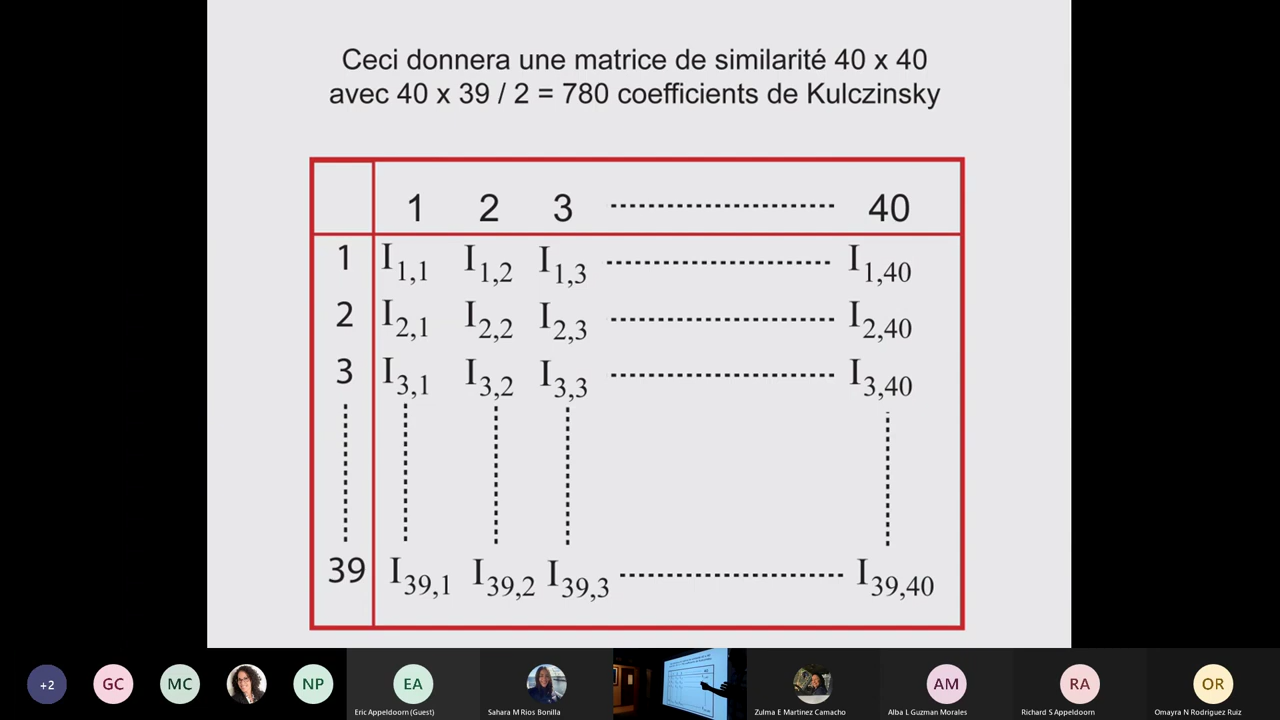 Ceci donnera une matrice de similarité 40 x 40
avec 40 x 39 / 2 = 780 coefficients de Kulczinsky
1 2 3 40
1 I1,1 I1,2 I1,3 I1,40
2 I2,1 I2,2 I2,3 I2,40
3 I3,1 I3,2 I3,3 I3,40
39 I39,1 I39,2 I39,3 I39,40
+2 GC MC NP EA AM RA OR
Eric Appeldoorn (Guest) Sahara M Rios Bonilla Zulma E Martinez Camacho Alba L Guzman Morales Richard S Appeldoorn Omayra N Rodriguez Ruiz